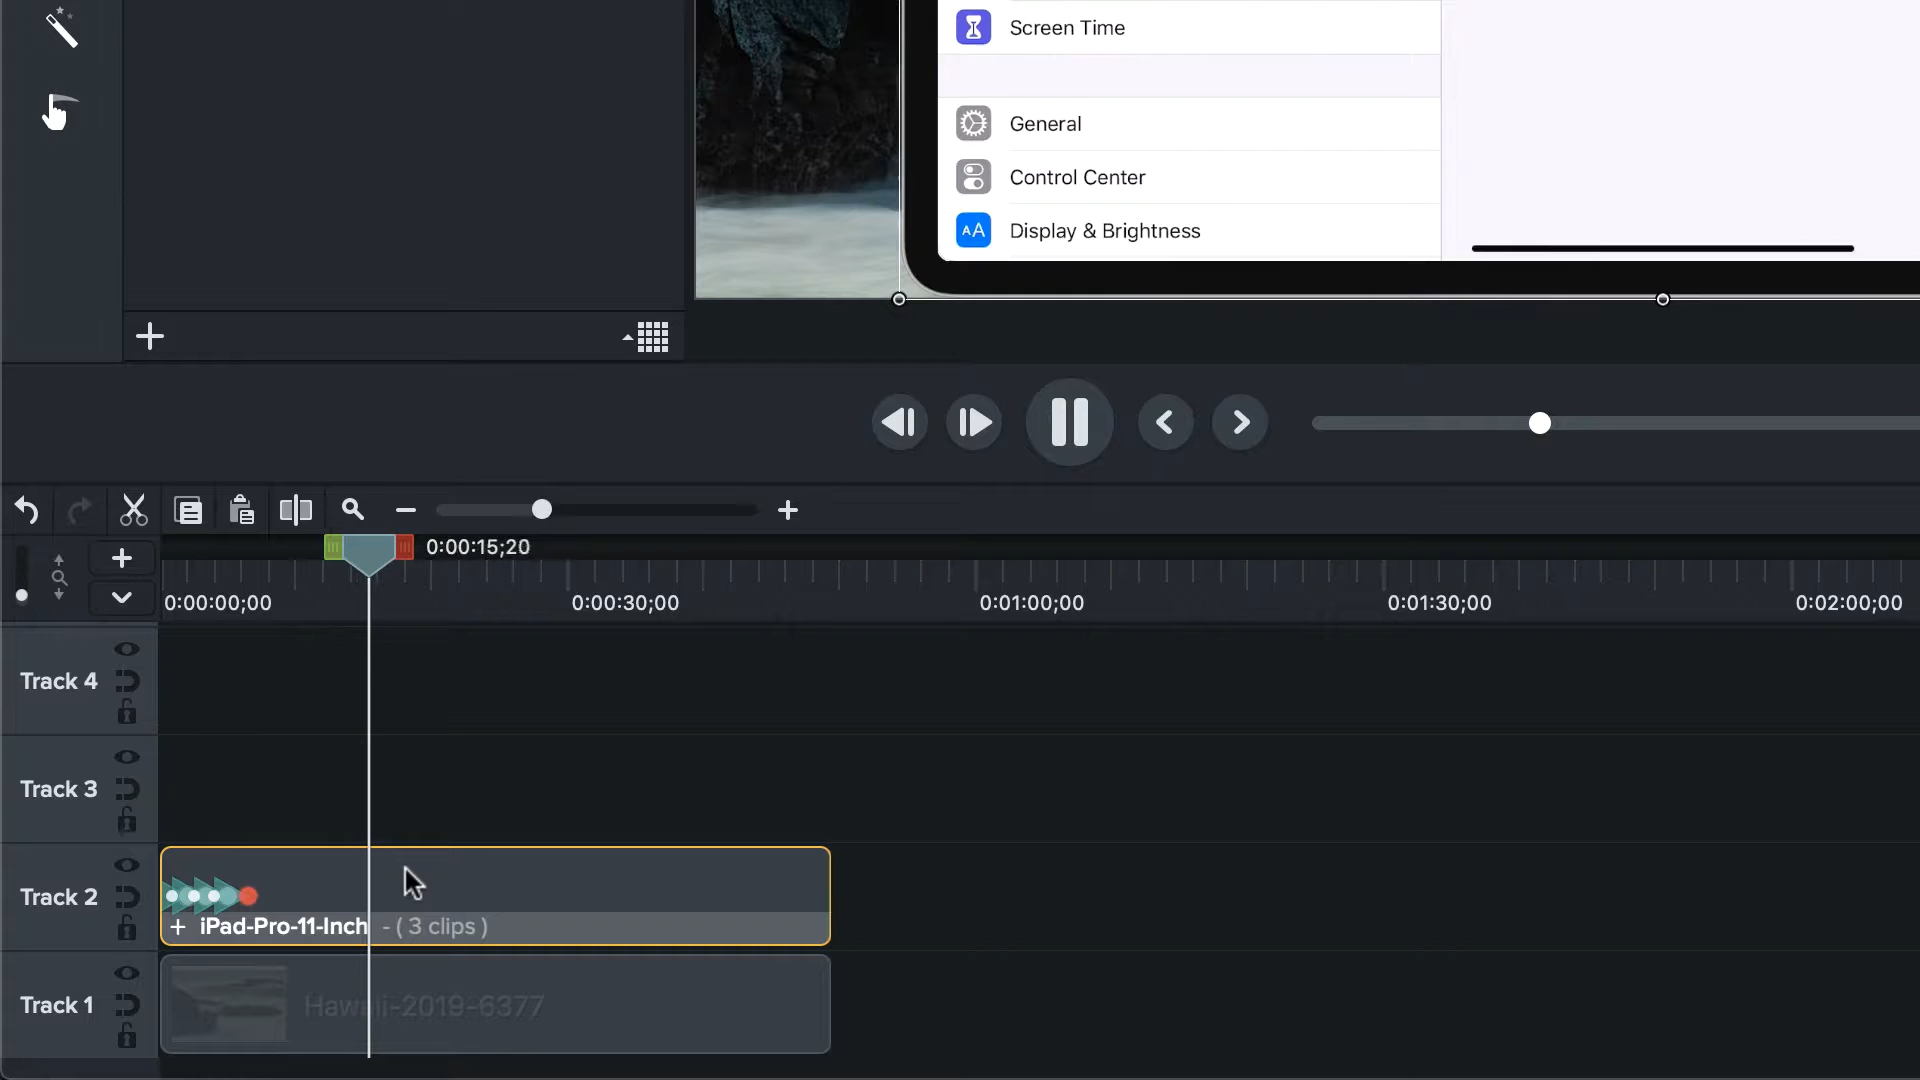 Screen Time
General
Control Center
AA
Display & Brightness
0:00:15;20
0:00:00;00
0:00:30;00
0:01:00;00
0:01:30;00
0:02:00;00
Track 4
Track 3
Track 2
+ iPad-Pro-11-Inch - ( 3 clips )
Track 1
Hawaii-2019-6377